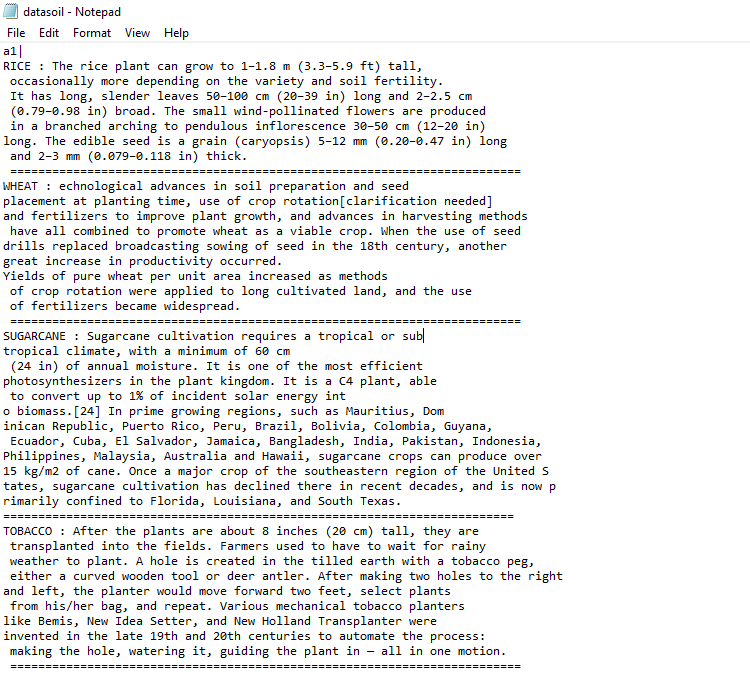 datasoil - Notepad
File Edit Format View Help
a1
RICE : The rice plant can grow to 1–1.8 m (3.3–5.9 ft) tall,
occasionally more depending on the variety and soil fertility.
It has long, slender leaves 50–100 cm (20–39 in) long and 2–2.5 cm
(0.79–0.98 in) broad. The small wind-pollinated flowers are produced
in a branched arching to pendulous inflorescence 30–50 cm (12–20 in)
long. The edible seed is a grain (caryopsis) 5–12 mm (0.20–0.47 in) long
and 2–3 mm (0.079–0.118 in) thick.
====================================================================
WHEAT : echnological advances in soil preparation and seed
placement at planting time, use of crop rotation[clarification needed]
and fertilizers to improve plant growth, and advances in harvesting methods
have all combined to promote wheat as a viable crop. When the use of seed
drills replaced broadcasting sowing of seed in the 18th century, another
great increase in productivity occurred.
Yields of pure wheat per unit area increased as methods
of crop rotation were applied to long cultivated land, and the use
of fertilizers became widespread.
====================================================================
SUGARCANE : Sugarcane cultivation requires a tropical or sub
tropical climate, with a minimum of 60 cm
(24 in) of annual moisture. It is one of the most efficient
photosynthesizers in the plant kingdom. It is a C4 plant, able
to convert up to 1% of incident solar energy int
o biomass.[24] In prime growing regions, such as Mauritius, Dom
inican Republic, Puerto Rico, Peru, Brazil, Bolivia, Colombia, Guyana,
Ecuador, Cuba, El Salvador, Jamaica, Bangladesh, India, Pakistan, Indonesia,
Philippines, Malaysia, Australia and Hawaii, sugarcane crops can produce over
15 kg/m2 of cane. Once a major crop of the southeastern region of the United S
tates, sugarcane cultivation has declined there in recent decades, and is now p
rimarily confined to Florida, Louisiana, and South Texas.
====================================================================
TOBACCO : After the plants are about 8 inches (20 cm) tall, they are
transplanted into the fields. Farmers used to have to wait for rainy
weather to plant. A hole is created in the tilled earth with a tobacco peg,
either a curved wooden tool or deer antler. After making two holes to the right
and left, the planter would move forward two feet, select plants
from his/her bag, and repeat. Various mechanical tobacco planters
like Bemis, New Idea Setter, and New Holland Transplanter were
invented in the late 19th and 20th centuries to automate the process:
making the hole, watering it, guiding the plant in — all in one motion.
====================================================================